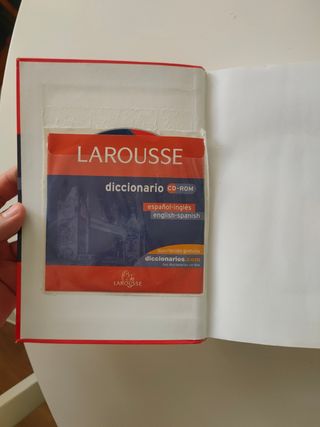 LAROUSSE
diccionario CD-ROM
español-inglés
english-spanish
diccionarios.com
LAROUSSE